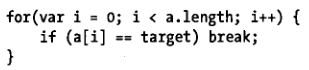 for(var i = 0; i < a.length; i++) {
    if (a[i] == target) break;
}